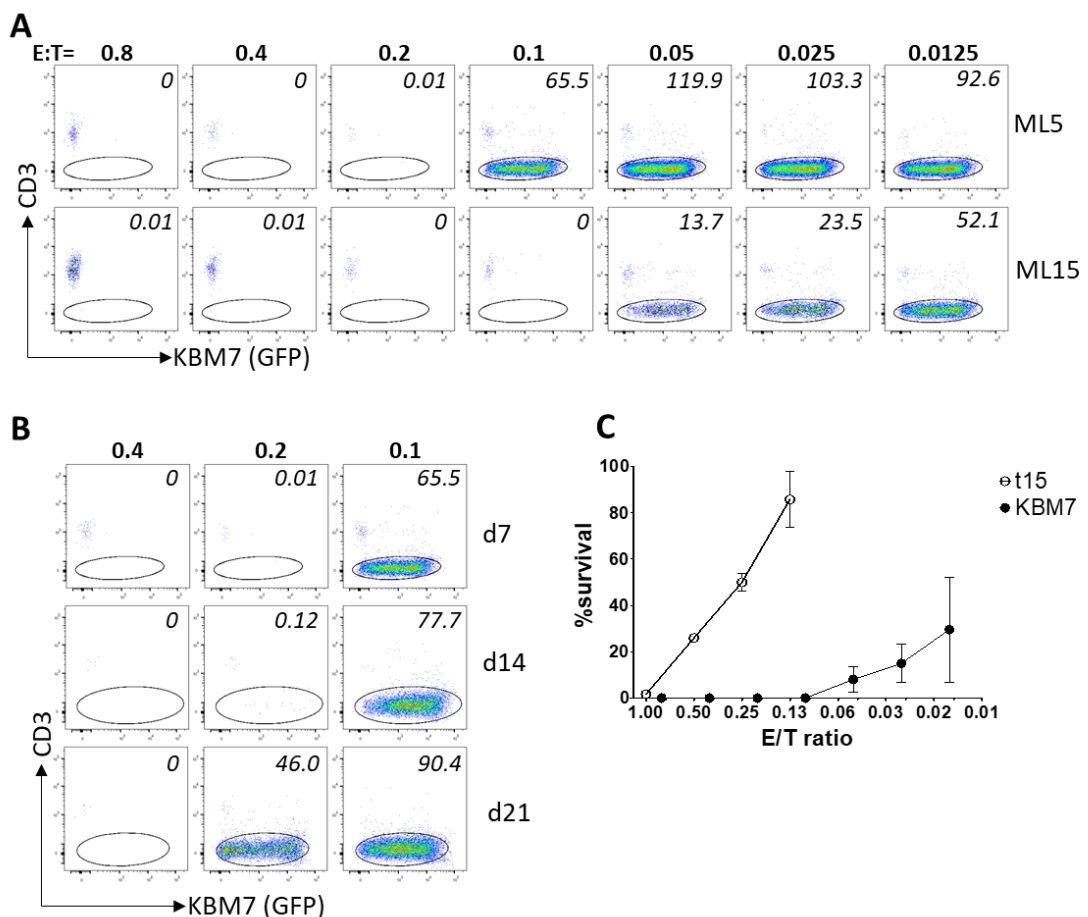 A
E:T= 0.8 0.4 0.2 0.1 0.05 0.025 0.0125
0 0 0.01 65.5 119.9 103.3 92.6
ML5
0.01 0.01 0 0 13.7 23.5 52.1
ML15
CD3
KBM7 (GFP)
B
0.4 0.2 0.1
0 0.01 65.5
d7
0 0.12 77.7
d14
0 46.0 90.4
d21
CD3
KBM7 (GFP)
C
t15
KBM7
%survival
100
80
60
40
20
0
1.00 0.50 0.25 0.13 0.06 0.03 0.02 0.01
E/T ratio